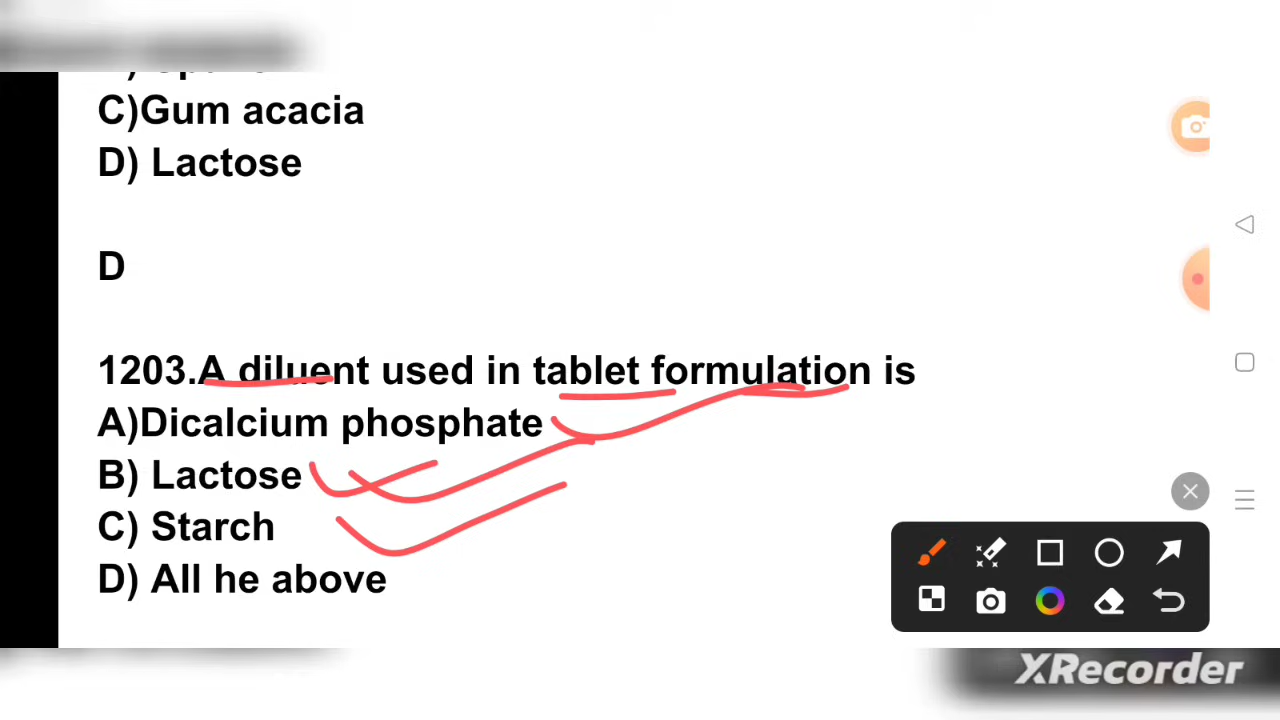 C)Gum acacia
D) Lactose
D
1203.A diluent used in tablet formulation is
A)Dicalcium phosphate
B) Lactose
C) Starch
D) All he above
XRecorder